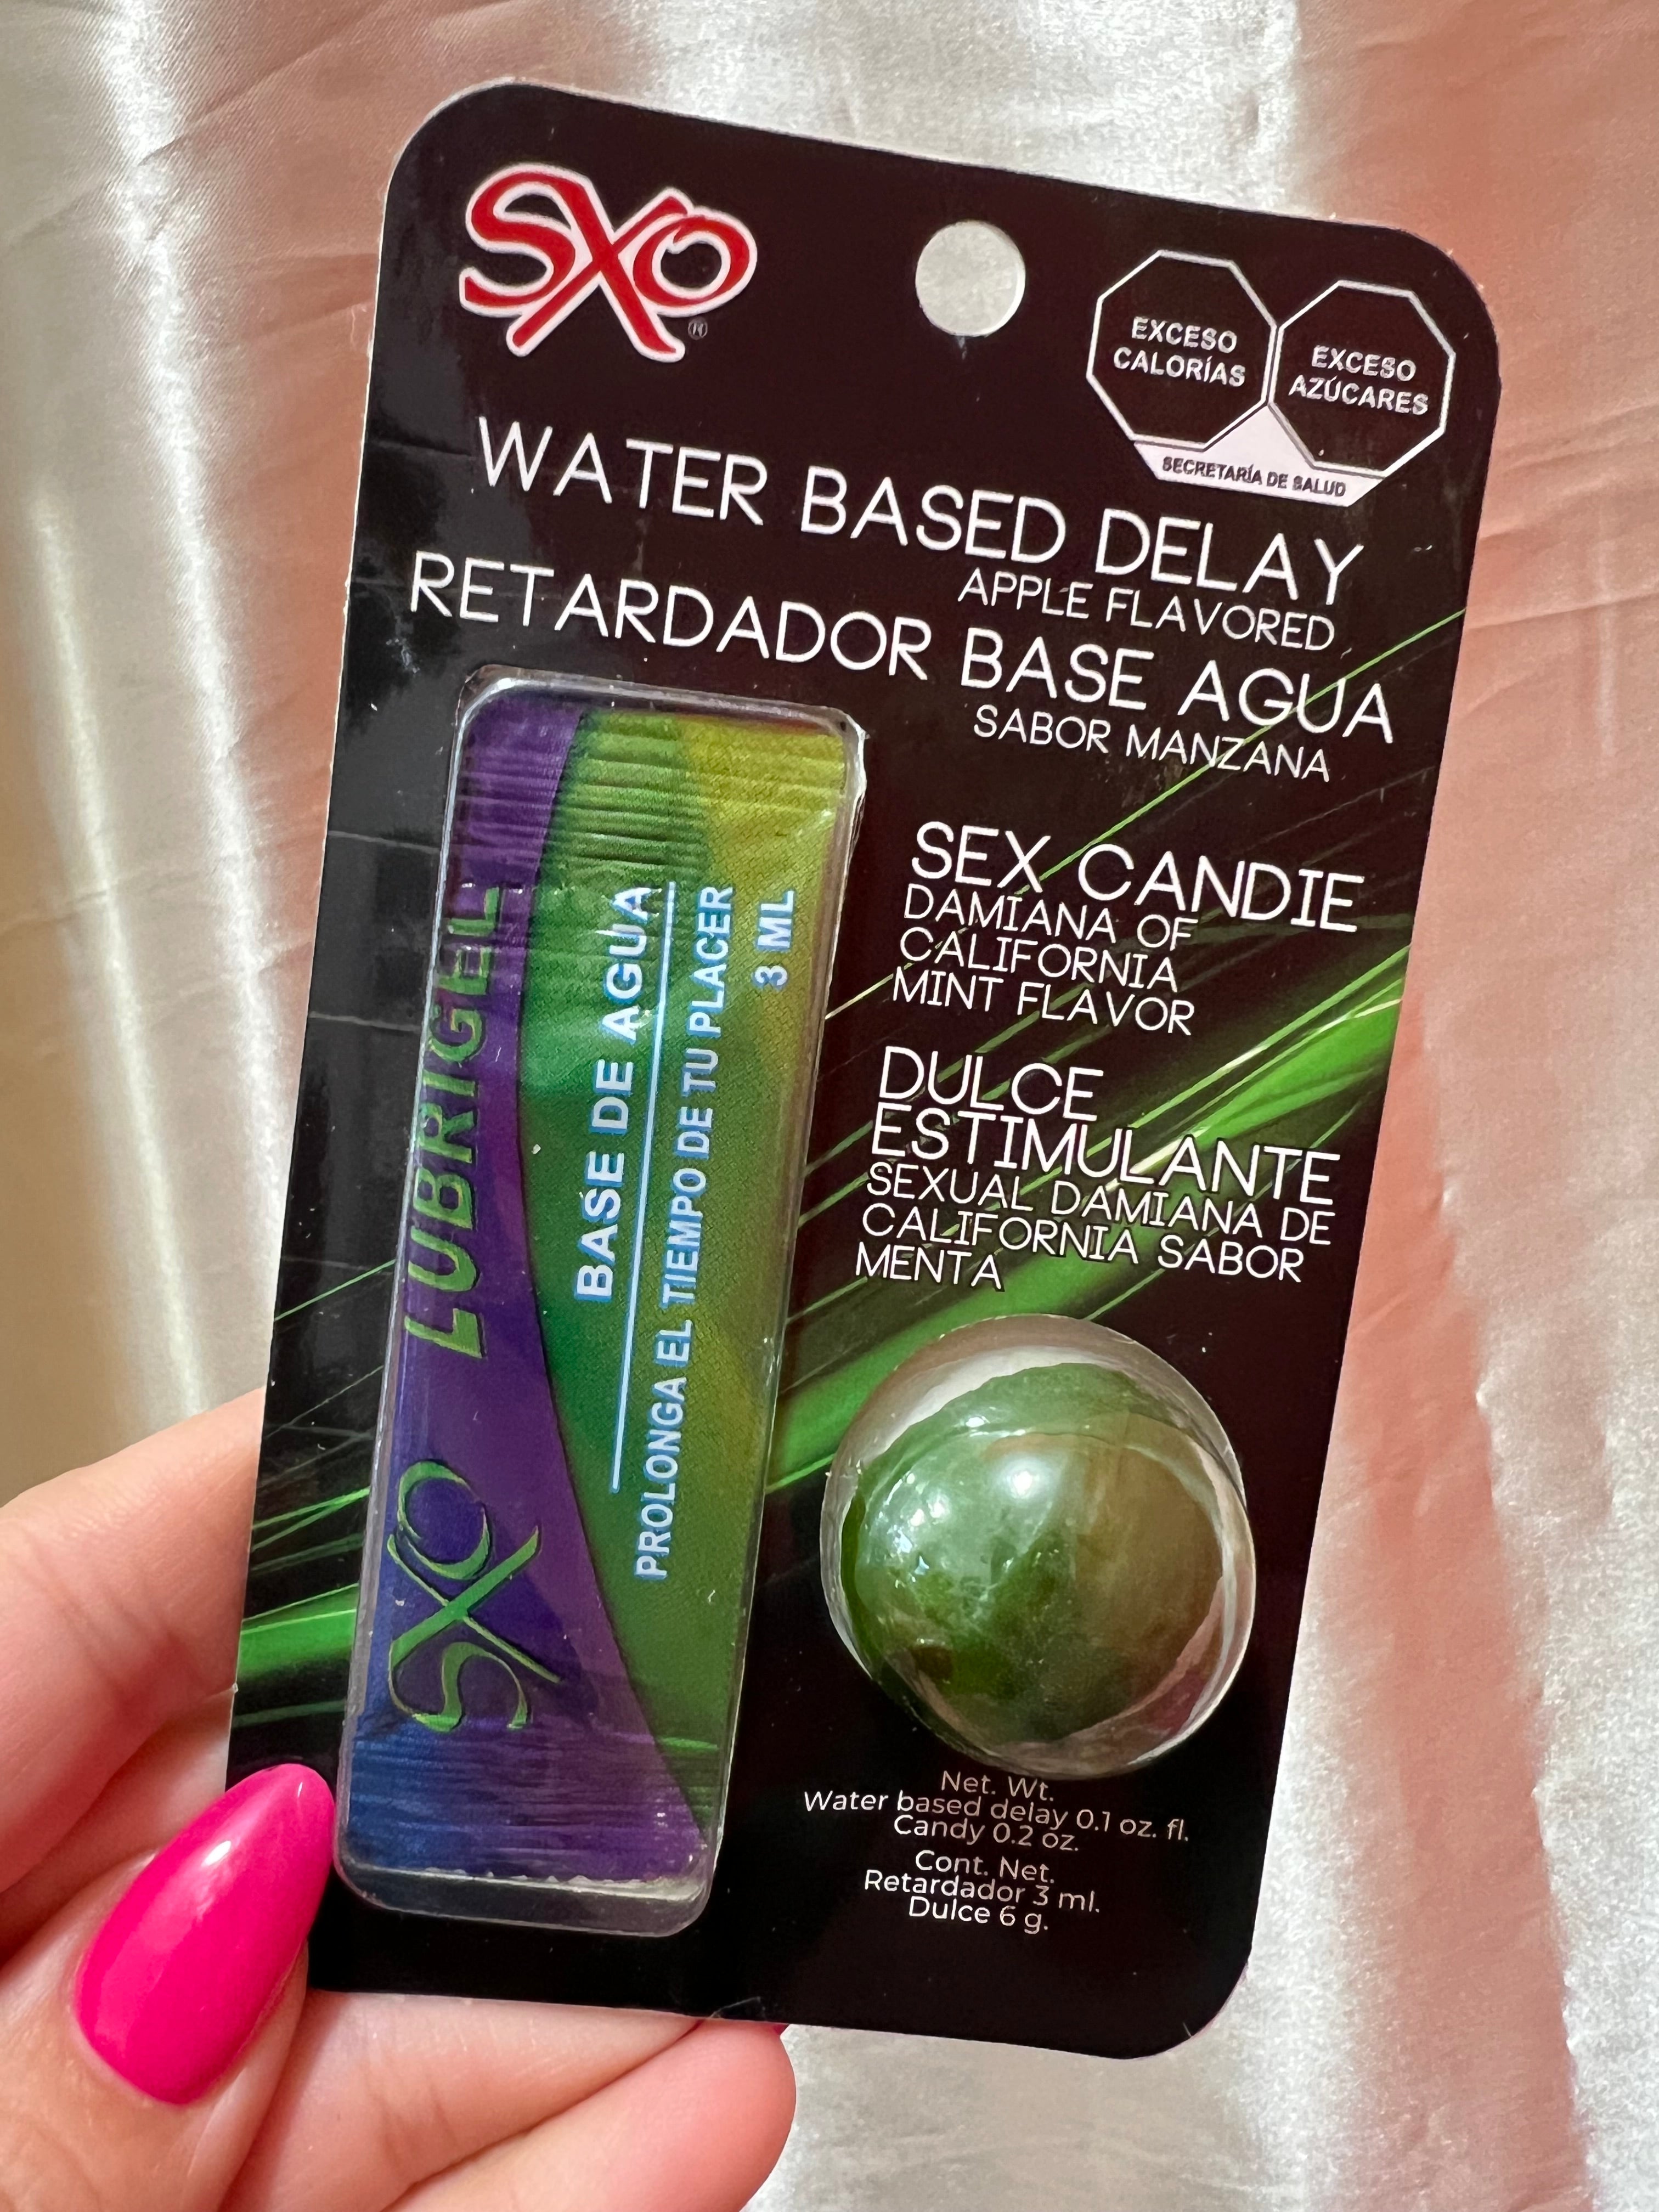 SXO®
EXCESO
CALORÍAS
EXCESO
AZÚCARES
SECRETARÍA DE SALUD
WATER BASED DELAY
APPLE FLAVORED
RETARDADOR BASE AGUA
SABOR MANZANA
SXO LUBRIGEL
BASE DE AGUA
PROLONGA EL TIEMPO DE TU PLACER
3 ML
SEX CANDIE
DAMIANA OF
CALIFORNIA
MINT FLAVOR
DULCE
ESTIMULANTE
SEXUAL DAMIANA DE
CALIFORNIA SABOR
MENTA
Net. Wt.
Water based delay 0.1 oz. fl.
Candy 0.2 oz.
Cont. Net.
Retardador 3 ml.
Dulce 6 g.